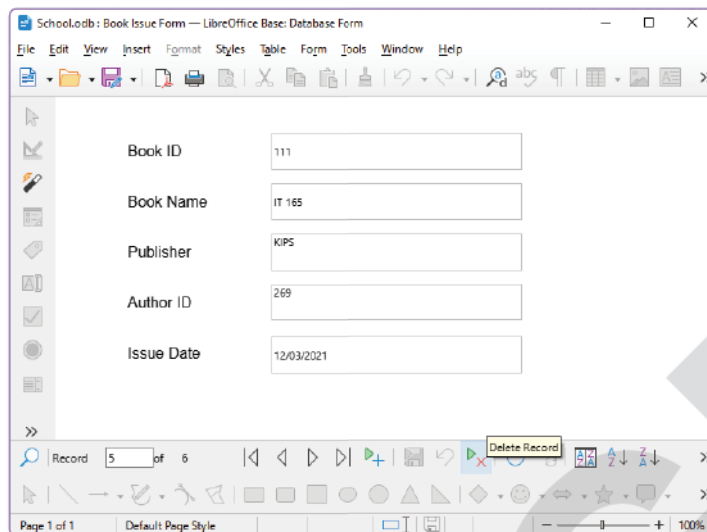 School.odb : Book Issue Form — LibreOffice Base: Database Form
File Edit View Insert Format Styles Table Form Tools Window Help
Book ID 111
Book Name IT 165
Publisher KIPS
Author ID 269
Issue Date 12/03/2021
Delete Record
Record 5 of 6
Page 1 of 1 Default Page Style 100%